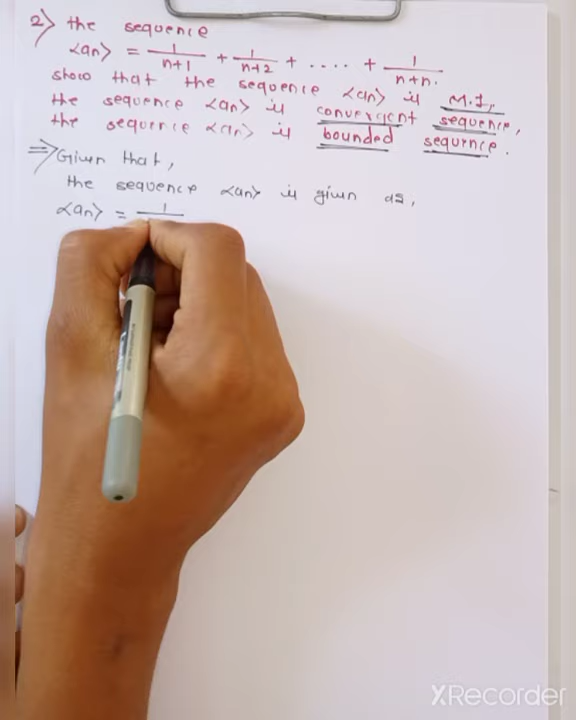 2) the sequence
<an> = 1/n+1 + 1/n+2 + .... + 1/n+n.
show that the sequence <an> is M.I,
the sequence <an> is convergent sequence,
the sequence <an> is bounded sequence.
=> Given that,
the sequence <an> is given as,
<an> = 1
XRecorder